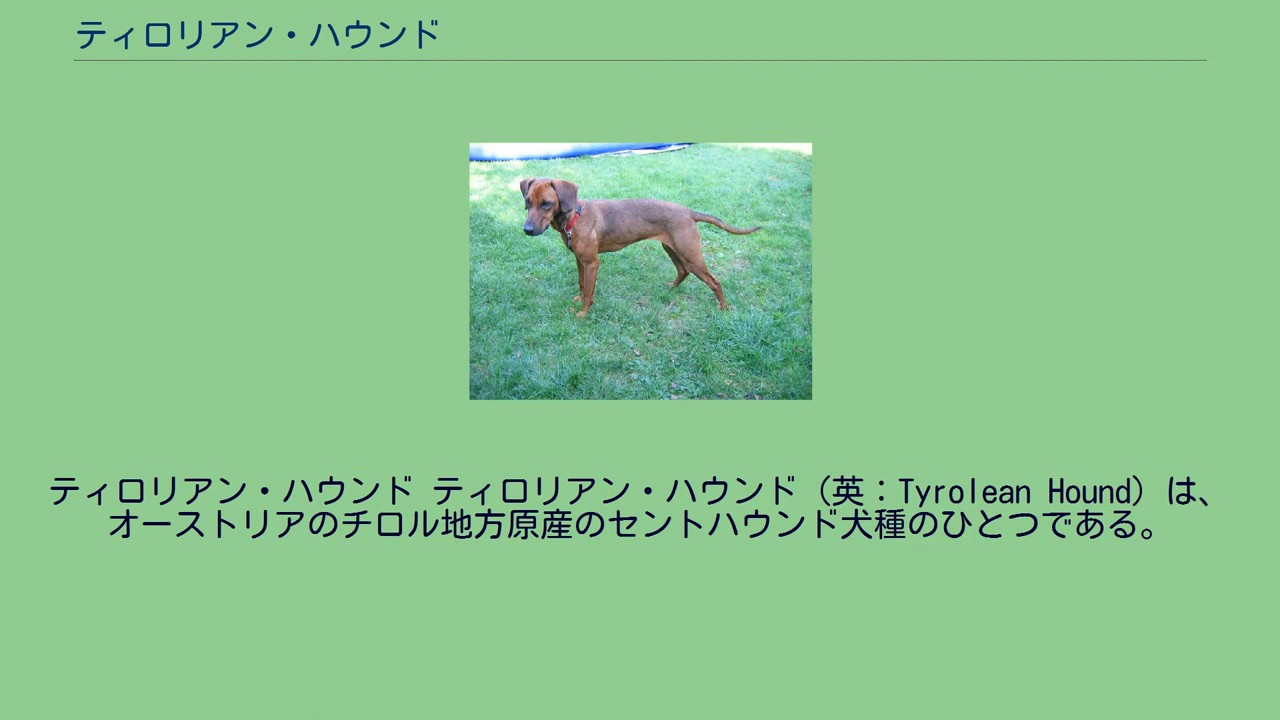 ティロリアン・ハウンド
ティロリアン・ハウンド ティロリアン・ハウンド（英：Tyrolean Hound）は、
オーストリアのチロル地方原産のセントハウンド犬種のひとつである。